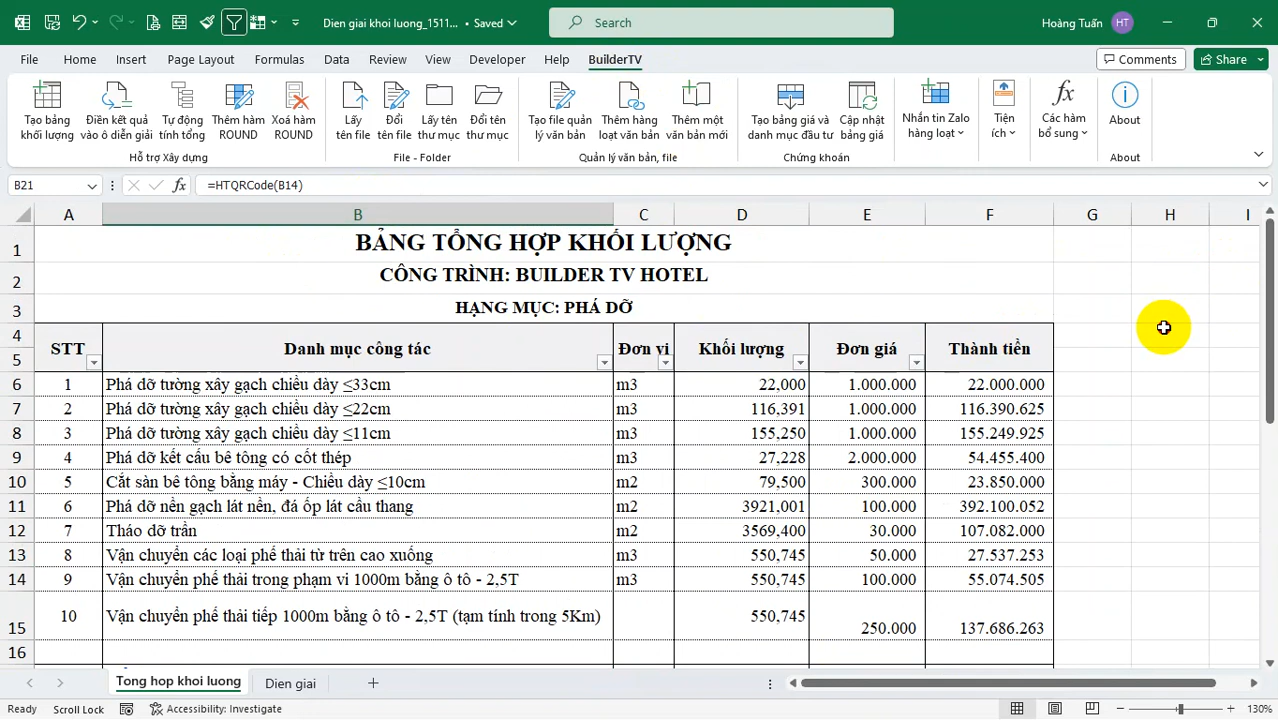 Dien giai khoi luong_1511... • Saved
Search
Hoàng Tuấn HT
File Home Insert Page Layout Formulas Data Review View Developer Help BuilderTV Comments Share
Tạo bảng khối lượng
Điền kết quả vào ô diễn giải
Tự động tính tổng
Thêm hàm ROUND
Xoá hàm ROUND
Lấy tên file
Đổi tên file
Lấy tên thư mục
Đổi tên thư mục
Tạo file quản lý văn bản
Thêm hàng loạt văn bản
Thêm một văn bản mới
Tạo bảng giá và danh mục đầu tư
Cập nhật bảng giá
Nhắn tin Zalo hàng loạt
Tiện ích
Các hàm bổ sung
About
Hỗ trợ Xây dựng File - Folder Quản lý văn bản, file Chứng khoán About
B21 fx =HTQRCode(B14)
A B C D E F G H I
1 BẢNG TỔNG HỢP KHỐI LƯỢNG
2 CÔNG TRÌNH: BUILDER TV HOTEL
3 HẠNG MỤC: PHÁ DỠ
4
5
STT Danh mục công tác Đơn vị Khối lượng Đơn giá Thành tiền
6 1 Phá dỡ tường xây gạch chiều dày ≤33cm m3 22,000 1.000.000 22.000.000
7 2 Phá dỡ tường xây gạch chiều dày ≤22cm m3 116,391 1.000.000 116.390.625
8 3 Phá dỡ tường xây gạch chiều dày ≤11cm m3 155,250 1.000.000 155.249.925
9 4 Phá dỡ kết cấu bê tông có cốt thép m3 27,228 2.000.000 54.455.400
10 5 Cắt sàn bê tông bằng máy - Chiều dày ≤10cm m2 79,500 300.000 23.850.000
11 6 Phá dỡ nền gạch lát nền, đá ốp lát cầu thang m2 3921,001 100.000 392.100.052
12 7 Tháo dỡ trần m2 3569,400 30.000 107.082.000
13 8 Vận chuyển các loại phế thải từ trên cao xuống m3 550,745 50.000 27.537.253
14 9 Vận chuyển phế thải trong phạm vi 1000m bằng ô tô - 2,5T m3 550,745 100.000 55.074.505
15 10 Vận chuyển phế thải tiếp 1000m bằng ô tô - 2,5T (tạm tính trong 5Km) 550,745 250.000 137.686.263
16
Tong hop khoi luong Dien giai
Ready Scroll Lock Accessibility: Investigate 130%